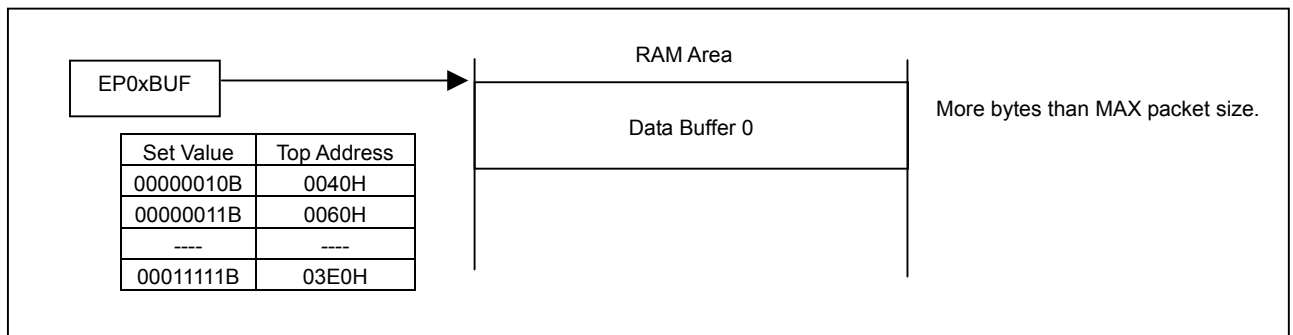 RAM Area
EP0xBUF
More bytes than MAX packet size.
Data Buffer 0
Set Value Top Address
00000010B 0040H
00000011B 0060H
---- ----
00011111B 03E0H